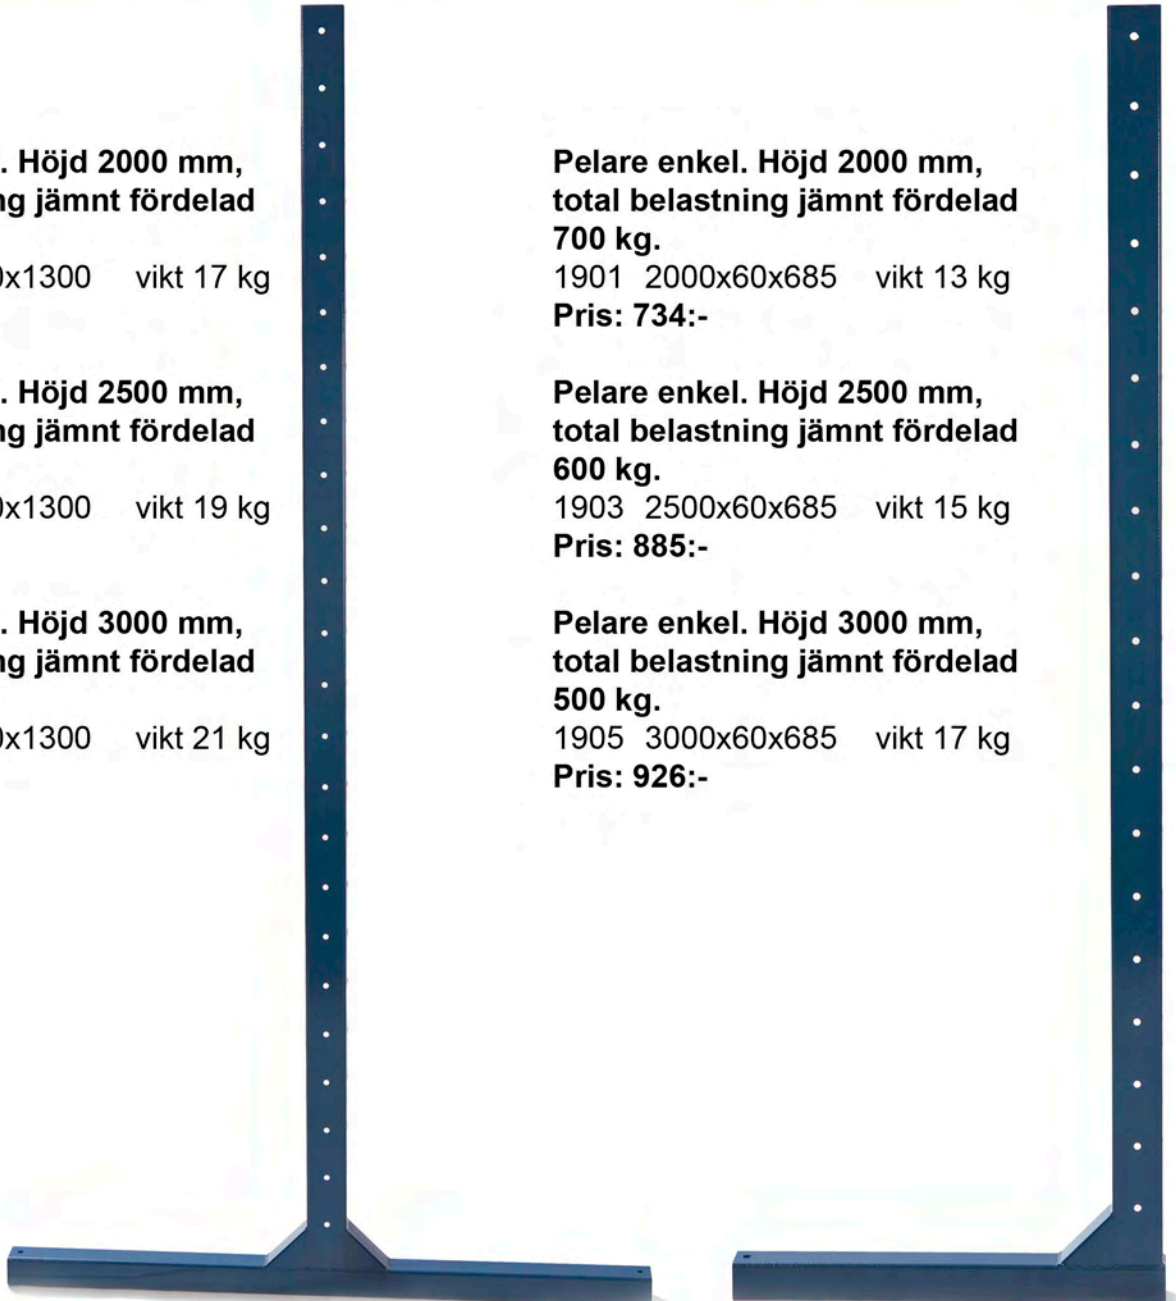 . Höjd 2000 mm,
jämnt fördelad
x1300 vikt 17 kg
. Höjd 2500 mm,
jämnt fördelad
x1300 vikt 19 kg
. Höjd 3000 mm,
jämnt fördelad
x1300 vikt 21 kg
Pelare enkel. Höjd 2000 mm,
total belastning jämnt fördelad
700 kg.
1901 2000x60x685 vikt 13 kg
Pris: 734:-
Pelare enkel. Höjd 2500 mm,
total belastning jämnt fördelad
600 kg.
1903 2500x60x685 vikt 15 kg
Pris: 885:-
Pelare enkel. Höjd 3000 mm,
total belastning jämnt fördelad
500 kg.
1905 3000x60x685 vikt 17 kg
Pris: 926:-